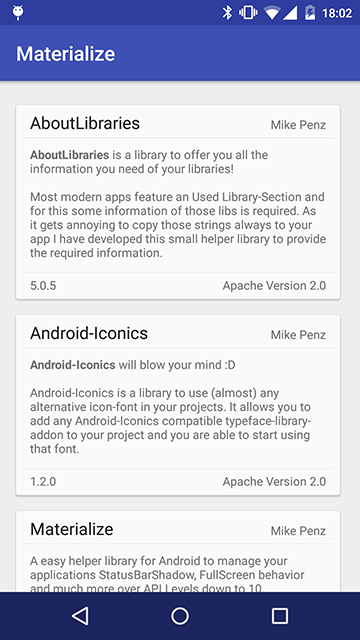 18:02
Materialize
AboutLibraries
Mike Penz
AboutLibraries is a library to offer you all the
information you need of your libraries!
Most modern apps feature an Used Library-Section and
for this some information of those libs is required. As
it gets annoying to copy those strings always to your
app I have developed this small helper library to provide
the required information.
5.0.5
Apache Version 2.0
Android-Iconics
Mike Penz
Android-Iconics will blow your mind :D
Android-Iconics is a library to use (almost) any
alternative icon-font in your projects. It allows you to
add any Android-Iconics compatible typeface-library-
addon to your project and you are able to start using
that font.
1.2.0
Apache Version 2.0
Materialize
Mike Penz
A easy helper library for Android to manage your
applications StatusBarShadow, FullScreen behavior
and much more over API Levels down to 10.